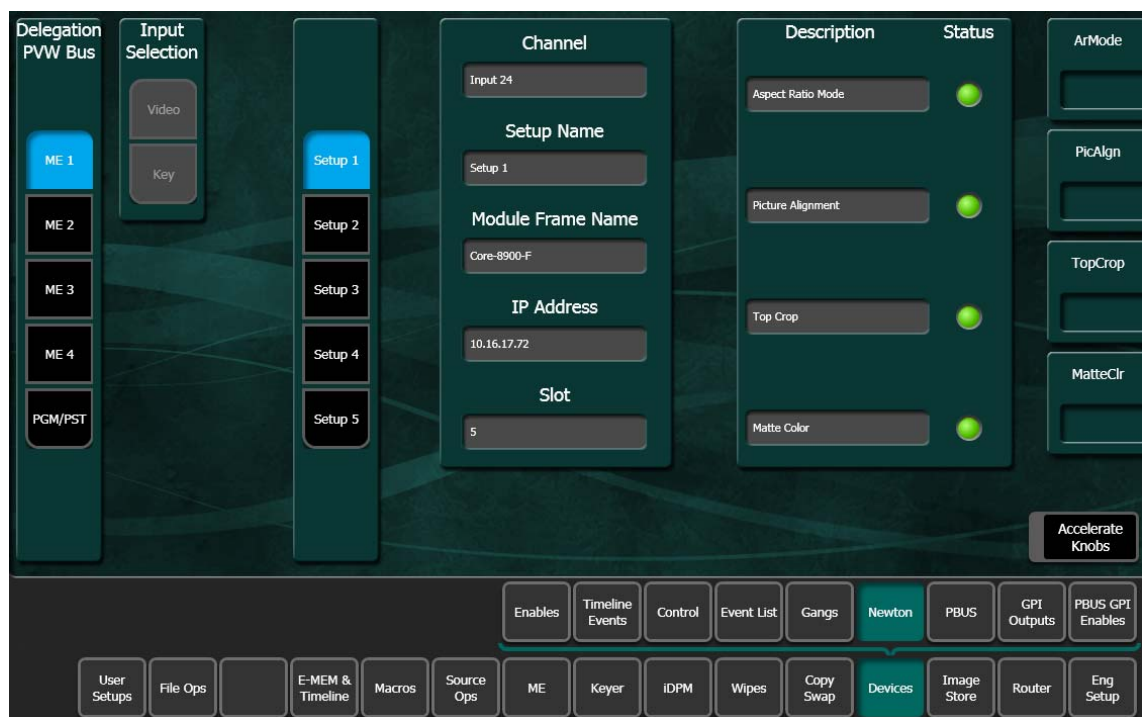 Delegation
PVW Bus
ME 1
ME 2
ME 3
ME 4
PGM/PST
Input
Selection
Video
Key
Setup 1
Setup 2
Setup 3
Setup 4
Setup 5
Channel
Input 24
Setup Name
Setup 1
Module Frame Name
Core-8900-F
IP Address
10.16.17.72
Slot
5
Description Status
Aspect Ratio Mode
Picture Alignment
Top Crop
Matte Color
ArMode
PicAlgn
TopCrop
MatteClr
Accelerate
Knobs
Enables
Timeline
Events
Control
Event List
Gangs
Newton
PBUS
GPI
Outputs
PBUS GPI
Enables
User
Setups
File Ops
E-MEM &
Timeline
Macros
Source
Ops
ME
Keyer
iDPM
Wipes
Copy
Swap
Devices
Image
Store
Router
Eng
Setup